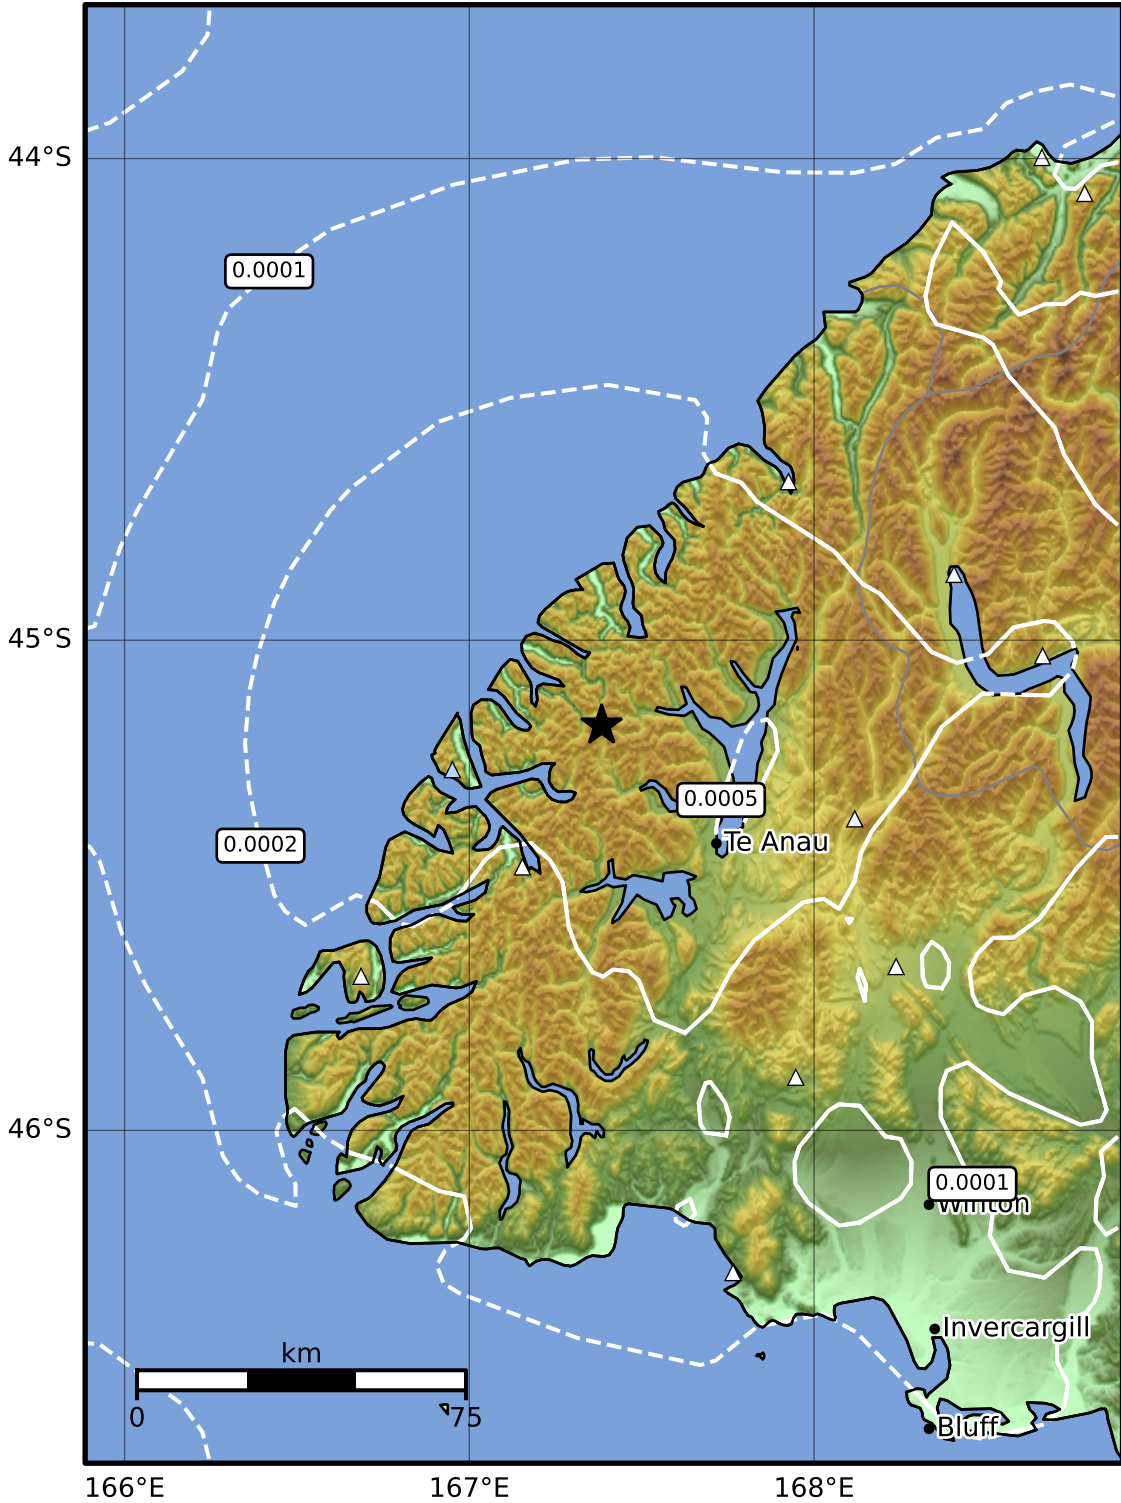 44°S
0.0001
45°S
0.0005
Te Anau
0.0002
46°S
0.0001
Winton
Invercargill
km
0 75
Bluff
166°E 167°E 168°E